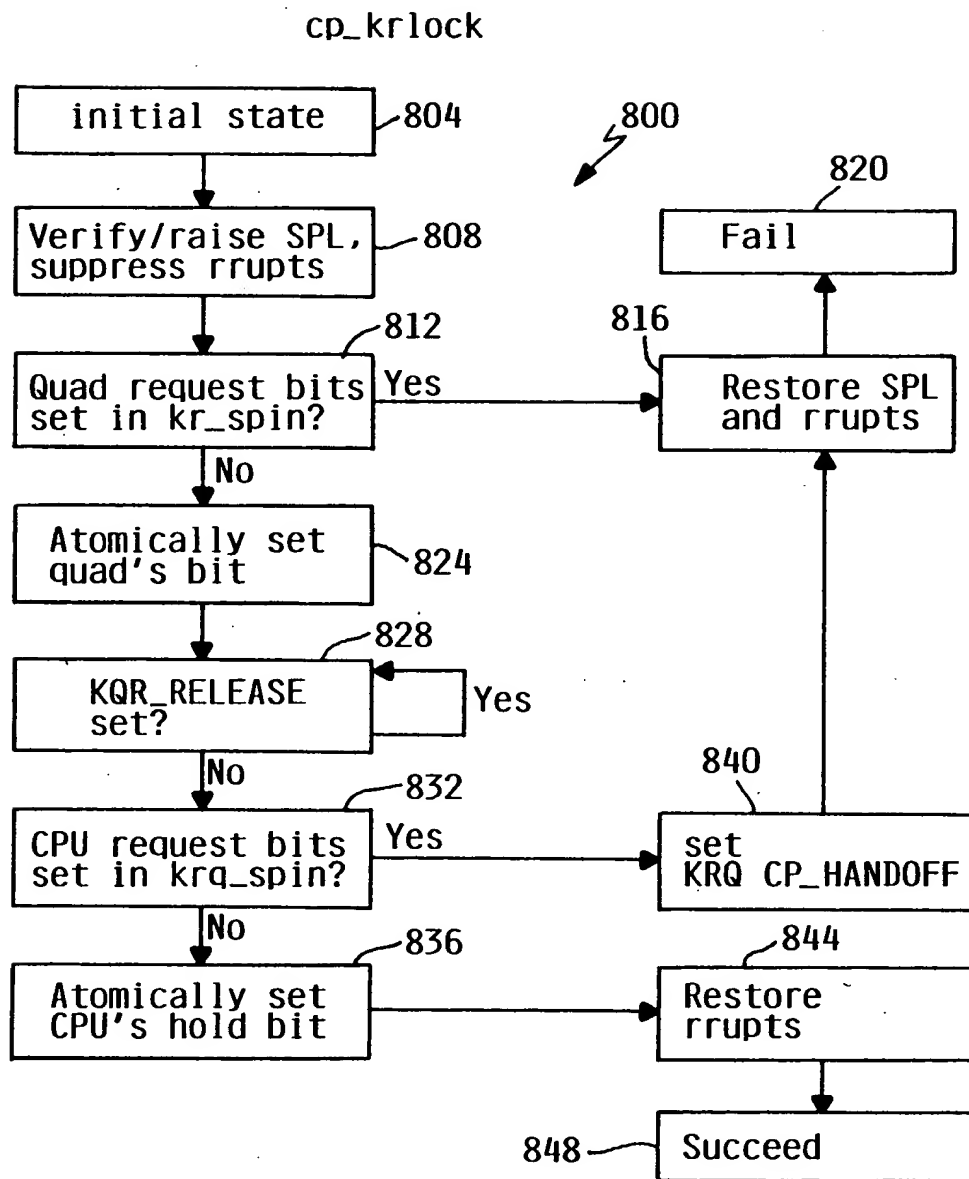 cp_krlock
initial state
804
800
820
Fail
Verify/raise SPL,
suppress rrupts
808
812
816
Quad request bits
set in kr_spin?
Yes
Restore SPL
and rrupts
No
Atomically set
quad's bit
824
828
KQR_RELEASE
set?
Yes
No
832
840
CPU request bits
set in krq_spin?
Yes
set
KRQ CP_HANDOFF
No
836
844
Atomically set
CPU's hold bit
Restore
rrupts
848
Succeed